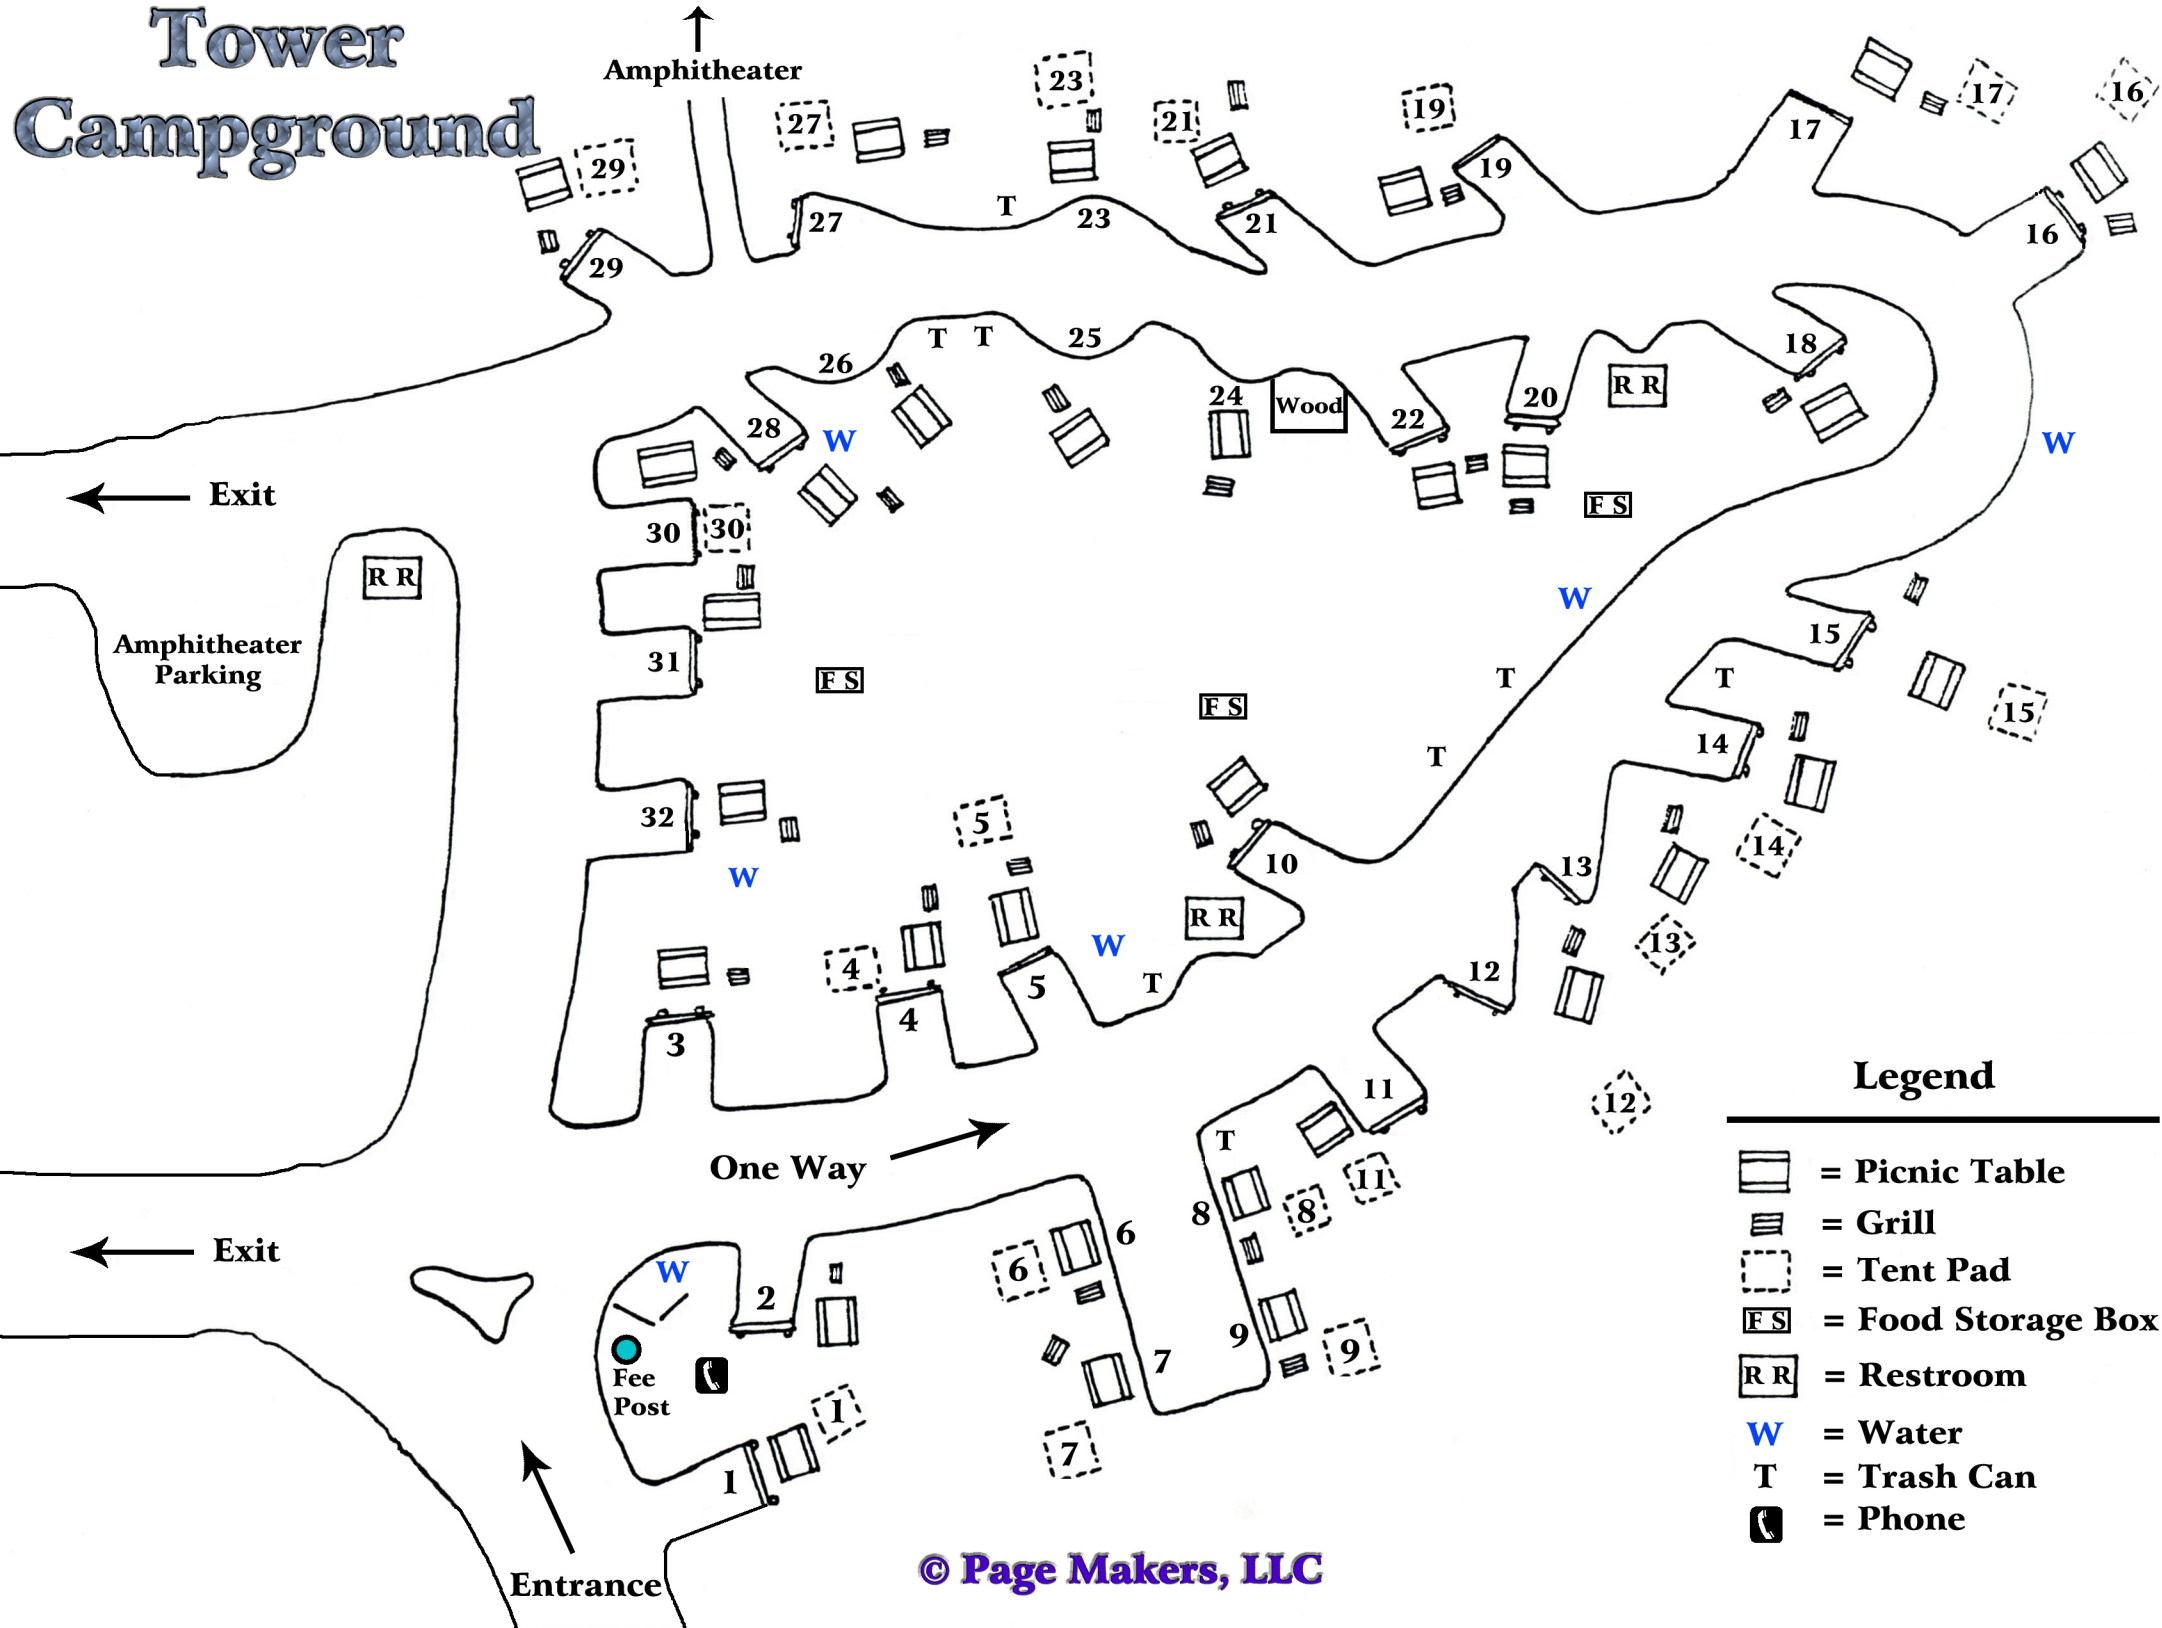 Tower
Campground
Amphitheater
29
27
23
21
19
17
16
29
27
T
23
21
19
17
16
W
26
T
T
25
24
Wood
22
20
R R
18
28
W
W
Exit
30
30
F S
R R
Amphitheater
Parking
31
F S
F S
W
T
T
15
T
15
14
14
32
W
5
10
13
13
R R
W
T
12
12
4
5
4
3
11
11
T
8
8
One Way
6
6
7
7
9
9
Exit
W
2
Fee
Post
1
1
Entrance
Legend
= Picnic Table
= Grill
= Tent Pad
F S = Food Storage Box
R R = Restroom
W = Water
T = Trash Can
= Phone
© Page Makers, LLC